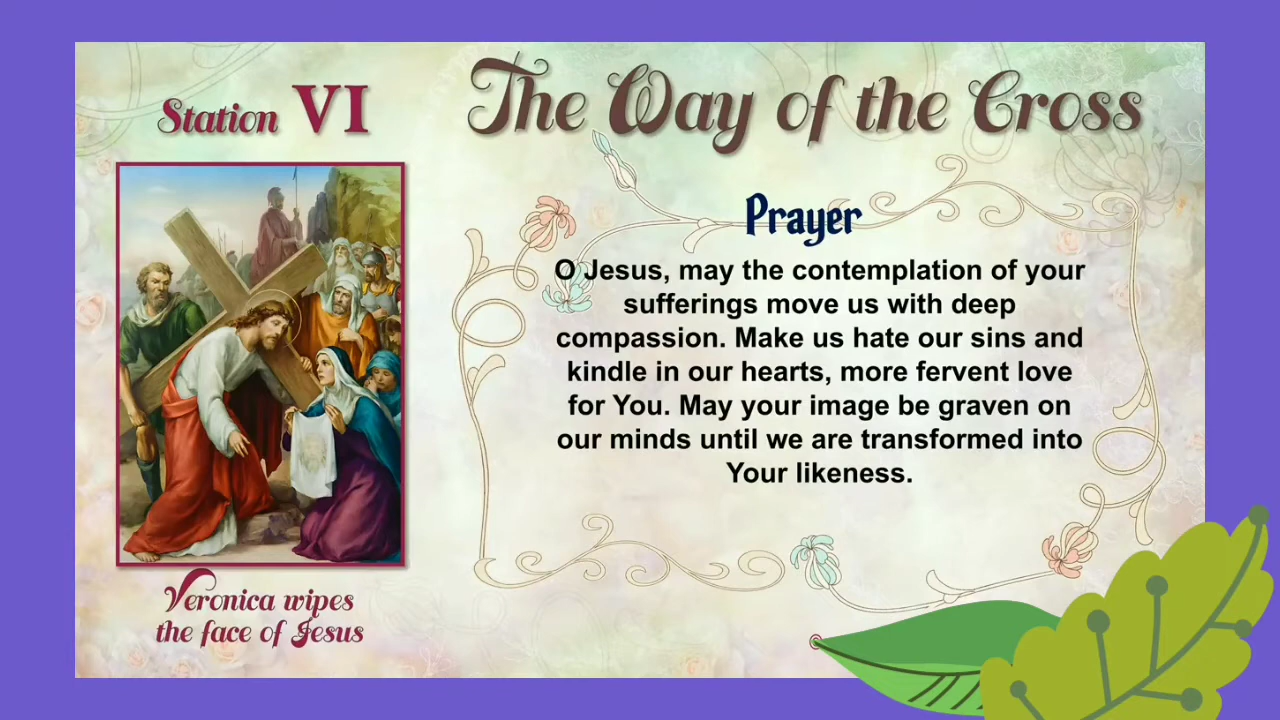 Station VI
The Way of the Cross
Prayer
O Jesus, may the contemplation of your
sufferings move us with deep
compassion. Make us hate our sins and
kindle in our hearts, more fervent love
for You. May your image be graven on
our minds until we are transformed into
Your likeness.
Veronica wipes
the face of Jesus